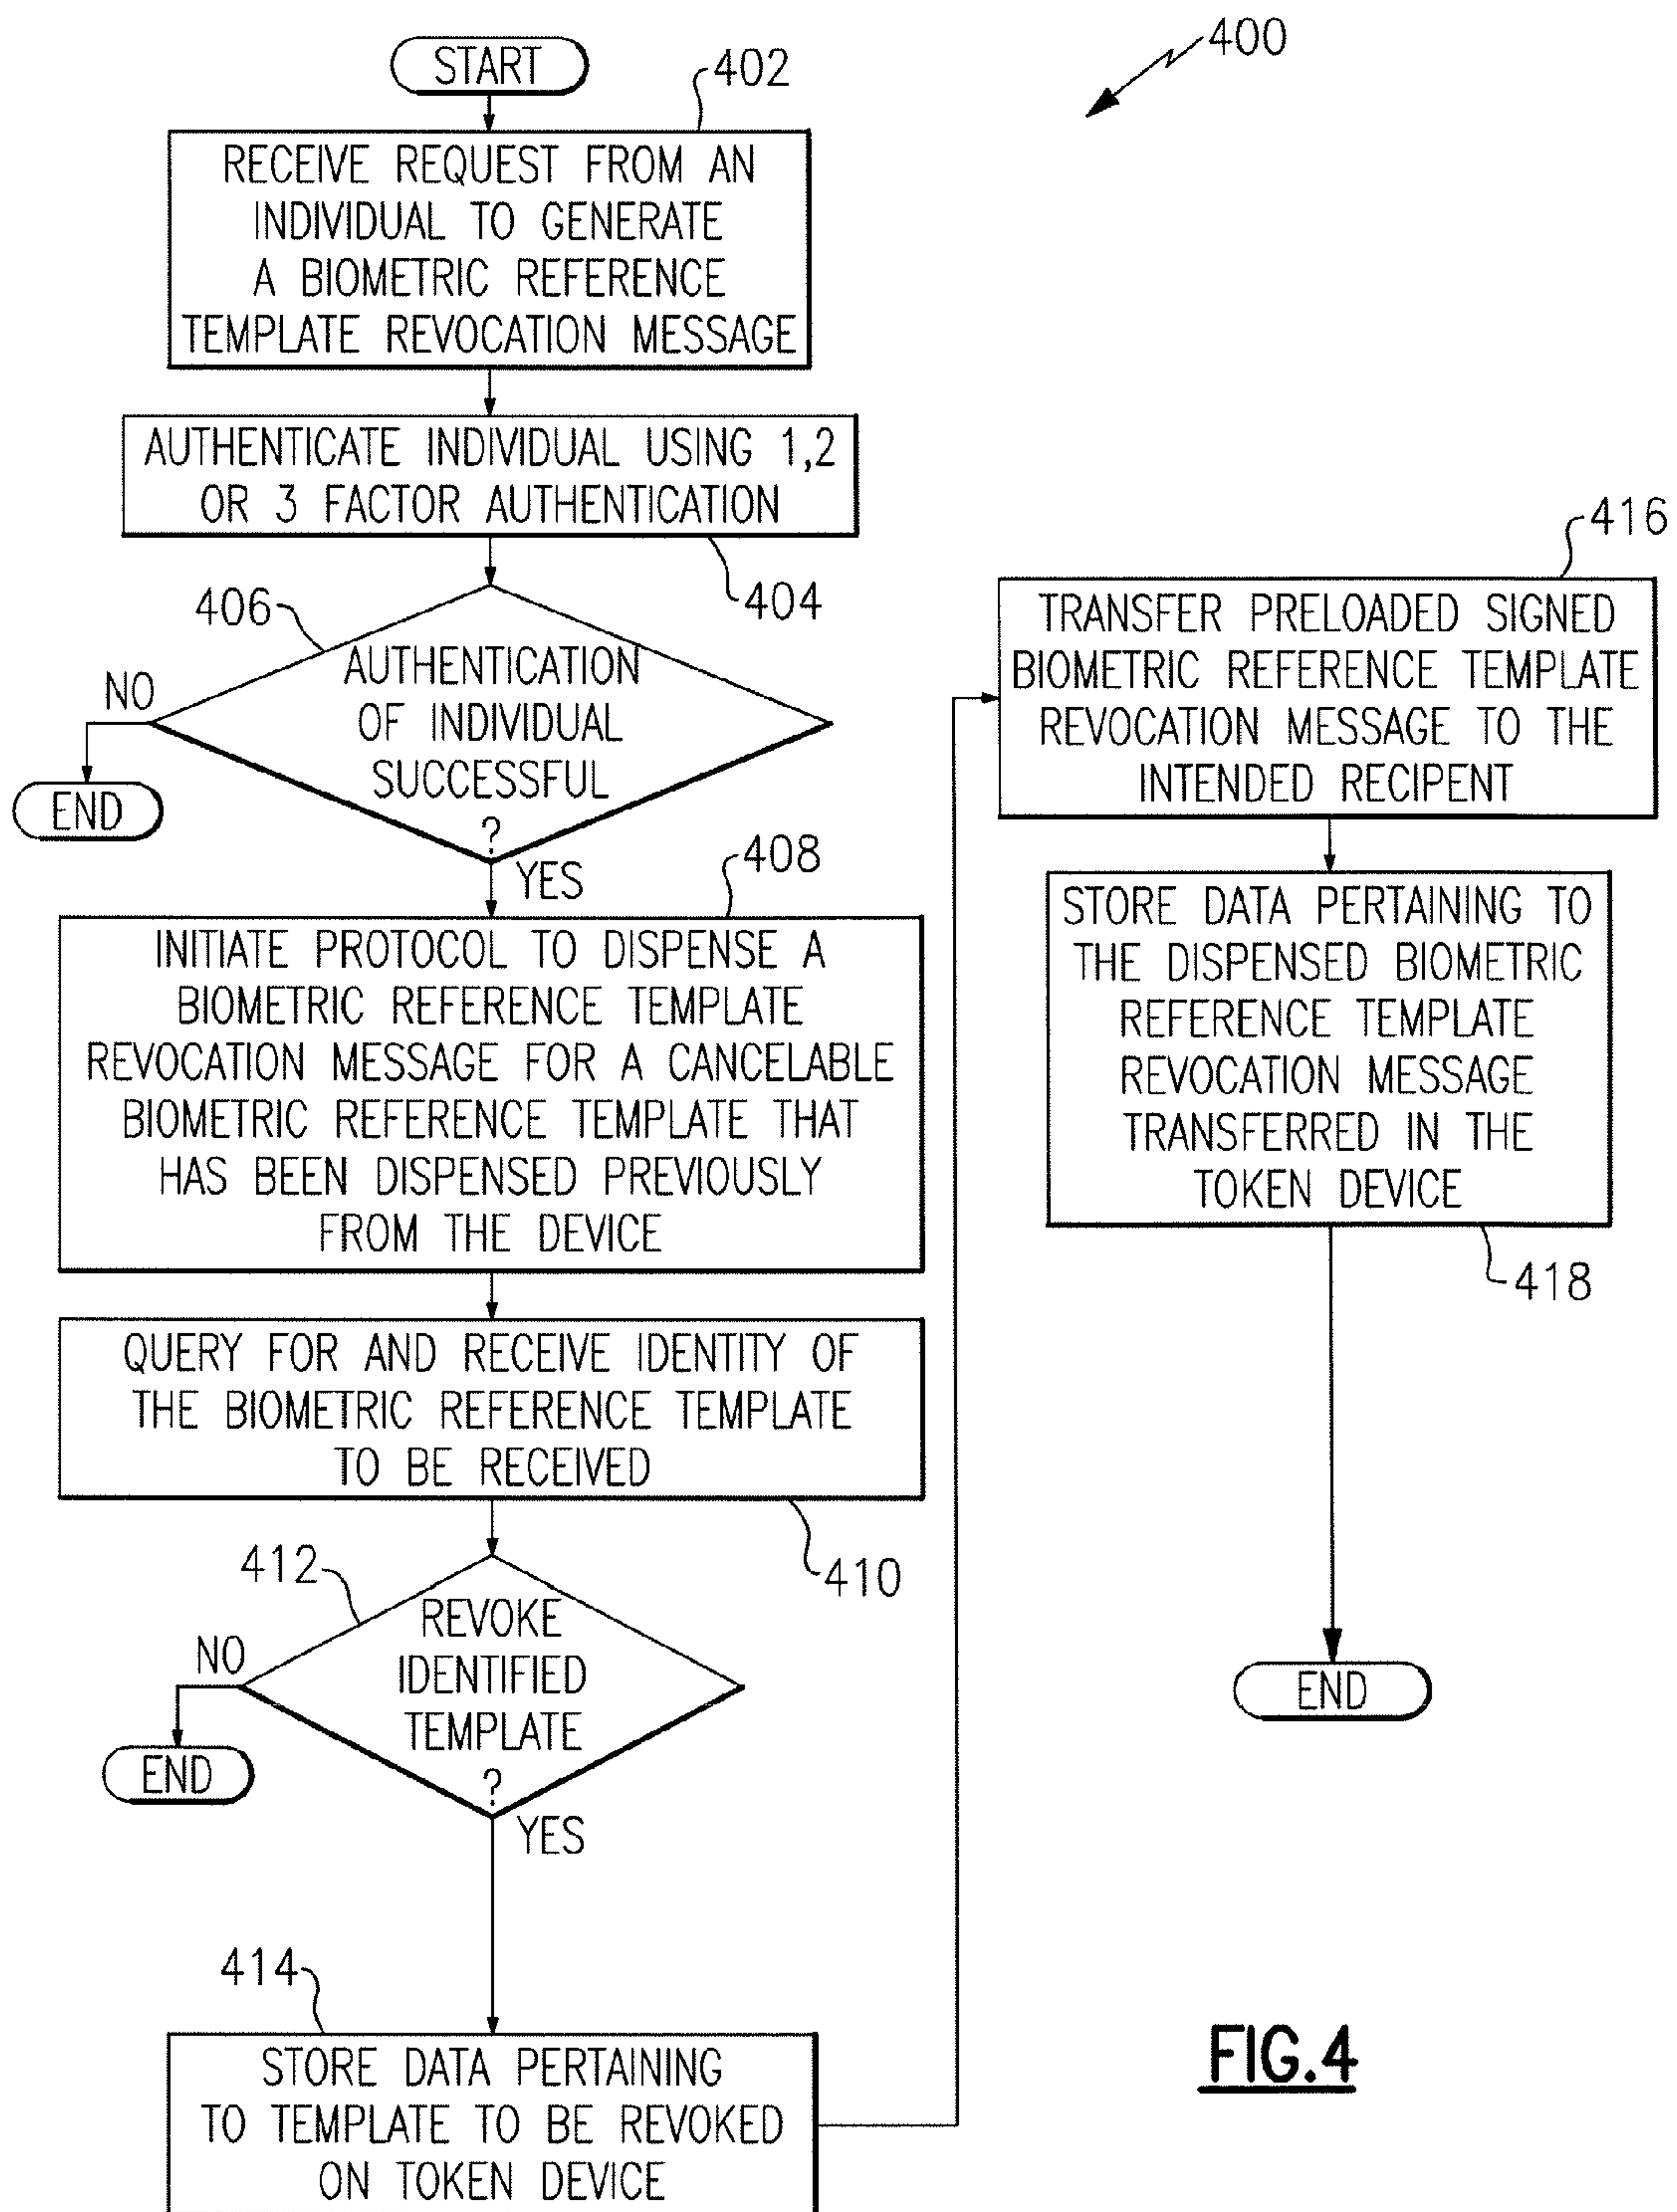 400
START
402
RECEIVE REQUEST FROM AN
INDIVIDUAL TO GENERATE
A BIOMETRIC REFERENCE
TEMPLATE REVOCATION MESSAGE
AUTHENTICATE INDIVIDUAL USING 1,2
OR 3 FACTOR AUTHENTICATION
404
406
AUTHENTICATION
OF INDIVIDUAL
SUCCESSFUL
?
NO
END
YES
408
INITIATE PROTOCOL TO DISPENSE A
BIOMETRIC REFERENCE TEMPLATE
REVOCATION MESSAGE FOR A CANCELABLE
BIOMETRIC REFERENCE TEMPLATE THAT
HAS BEEN DISPENSED PREVIOUSLY
FROM THE DEVICE
QUERY FOR AND RECEIVE IDENTITY OF
THE BIOMETRIC REFERENCE TEMPLATE
TO BE RECEIVED
410
412
REVOKE
IDENTIFIED
TEMPLATE
?
NO
END
YES
414
STORE DATA PERTAINING
TO TEMPLATE TO BE REVOKED
ON TOKEN DEVICE
416
TRANSFER PRELOADED SIGNED
BIOMETRIC REFERENCE TEMPLATE
REVOCATION MESSAGE TO THE
INTENDED RECIPENT
STORE DATA PERTAINING TO
THE DISPENSED BIOMETRIC
REFERENCE TEMPLATE
REVOCATION MESSAGE
TRANSFERRED IN THE
TOKEN DEVICE
418
END
FIG.4